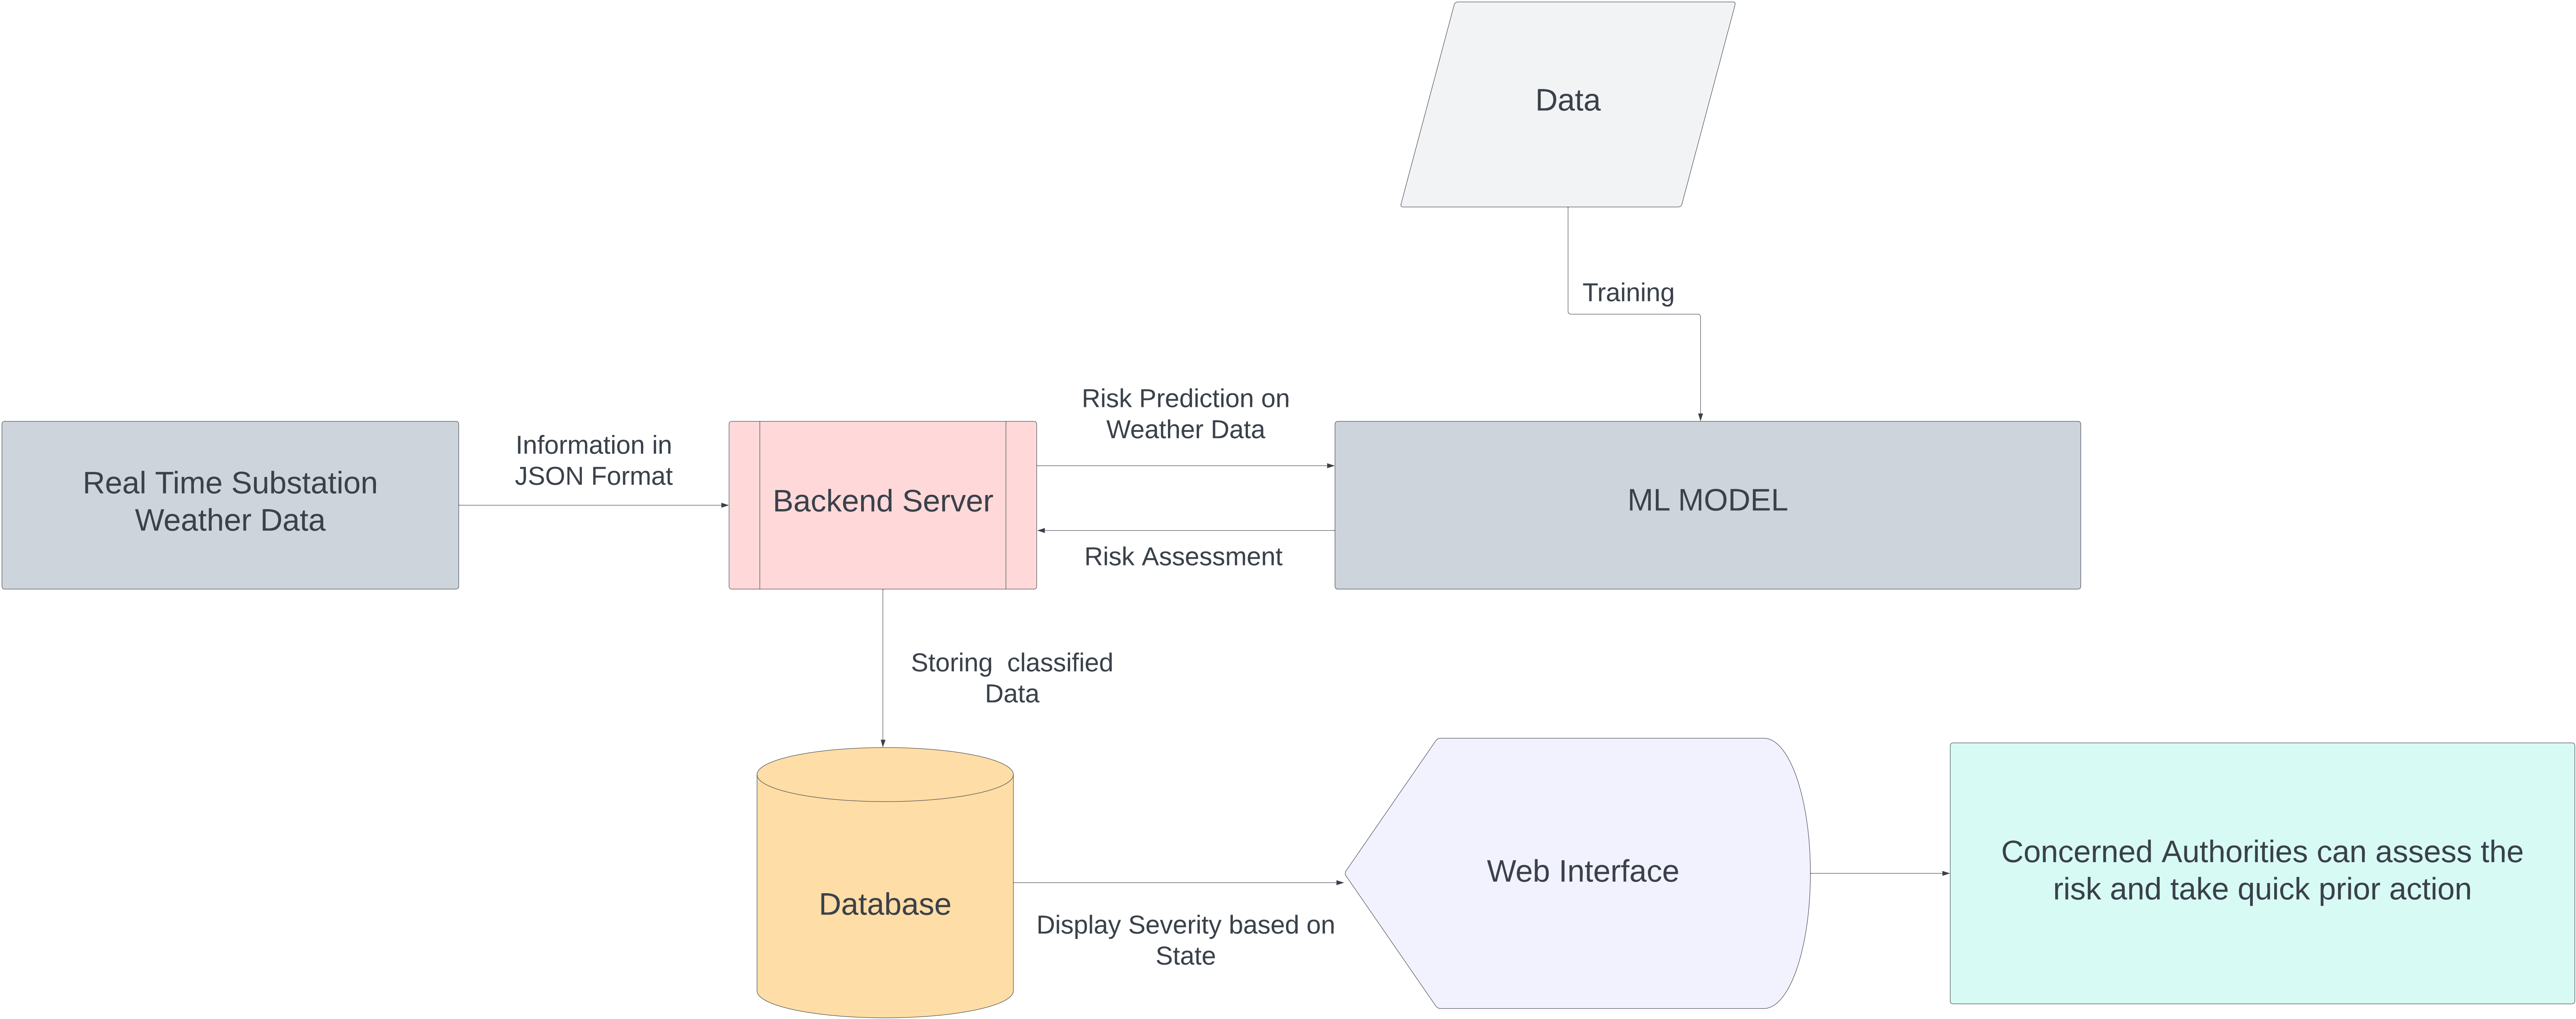 Data
Training
Risk Prediction on
Weather Data
Information in
JSON Format
Real Time Substation
Weather Data
Backend Server
ML MODEL
Risk Assessment
Storing  classified
Data
Database
Display Severity based on
State
Web Interface
Concerned Authorities can assess the
risk and take quick prior action